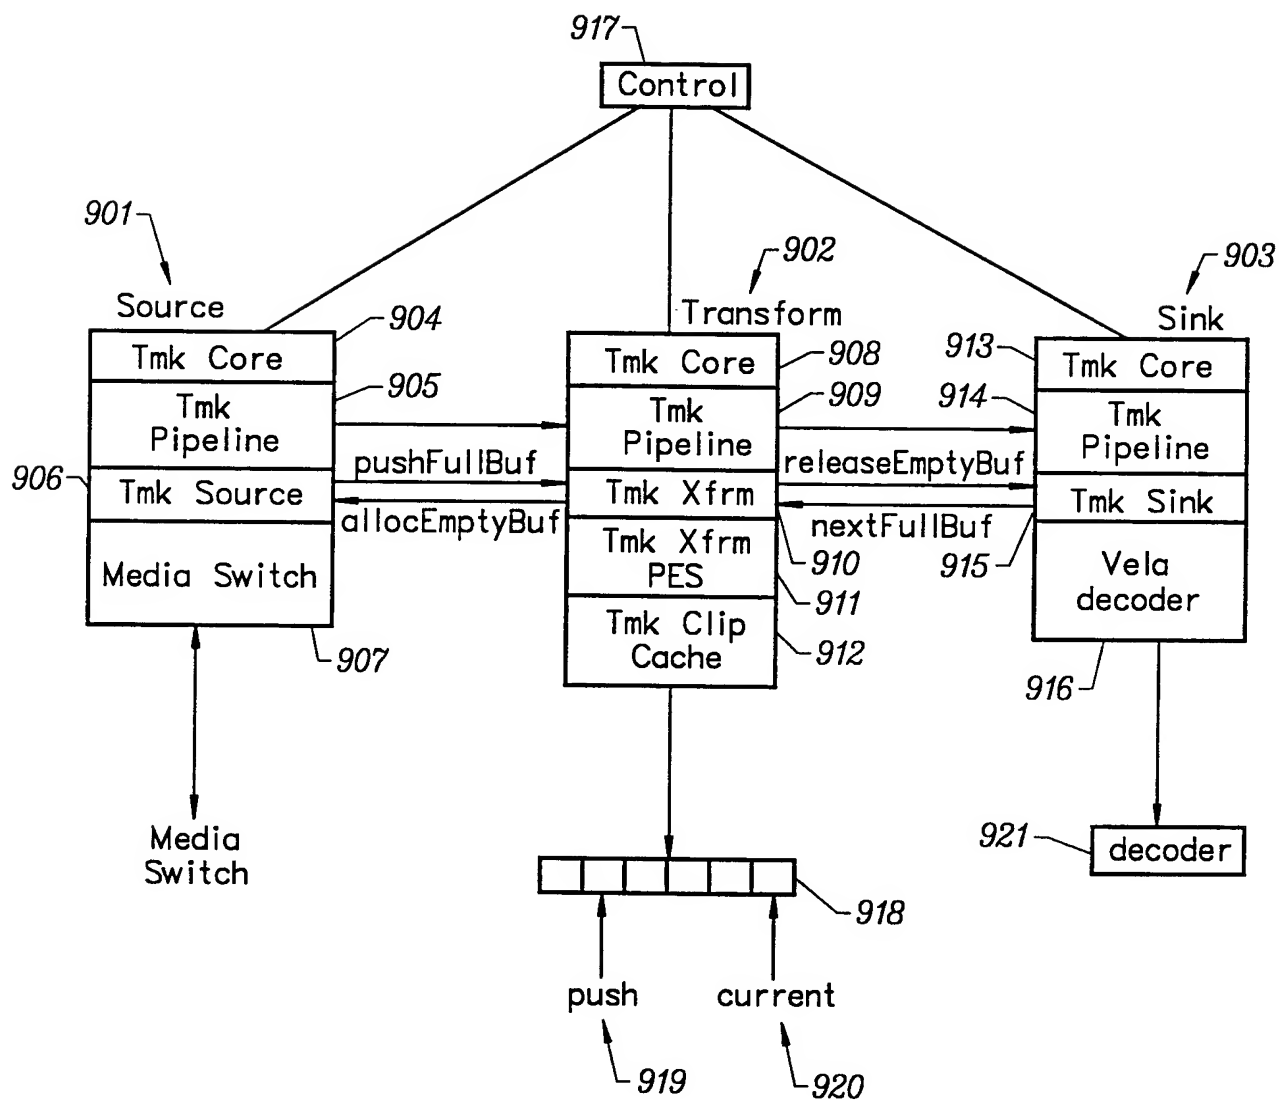 917
Control
901
902
903
Source
Transform
Sink
904
908
913
Tmk Core
Tmk Core
Tmk Core
905
909
914
Tmk
Pipeline
Tmk
Pipeline
Tmk
Pipeline
pushFullBuf
releaseEmptyBuf
906
Tmk Source
Tmk Xfrm
Tmk Sink
allocEmptyBuf
nextFullBuf
910
915
Media Switch
Tmk Xfrm
PES
Vela
decoder
911
Tmk Clip
Cache
912
907
916
Media
Switch
921
decoder
918
push
current
919
920